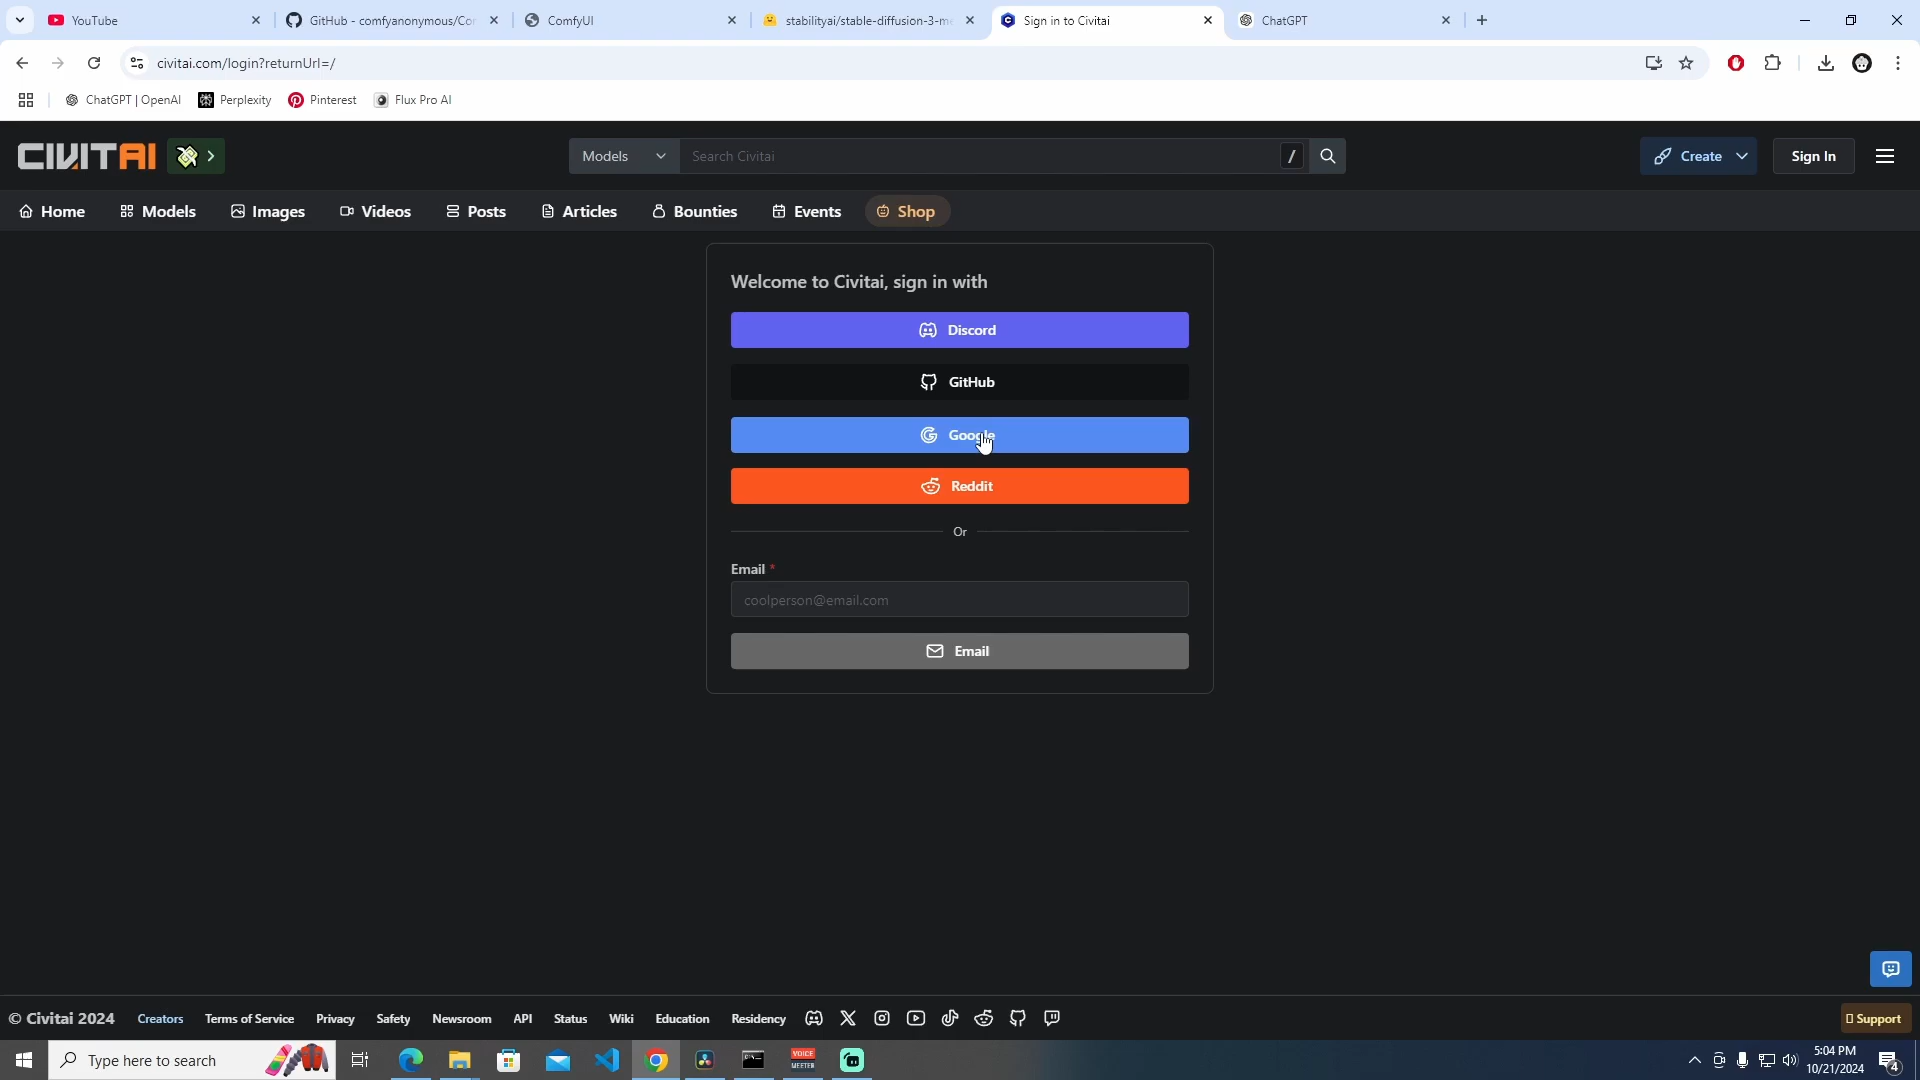 YouTube
GitHub - comfyanonymous/Co
ComfyUI
stabilityai/stable-diffusion-3-me
Sign in to Civitai
ChatGPT
civitai.com/login?returnUrl=/
ChatGPT | OpenAI
Perplexity
Pinterest
Flux Pro AI
CIVITAI
Models
Search Civitai
/
Create
Sign In
Home
Models
Images
Videos
Posts
Articles
Bounties
Events
Shop
Welcome to Civitai, sign in with
Discord
GitHub
Google
Reddit
Or
Email *
coolperson@email.com
Email
© Civitai 2024
Creators
Terms of Service
Privacy
Safety
Newsroom
API
Status
Wiki
Education
Residency
Support
Type here to search
VOICE
MEETER
5:04 PM
10/21/2024
4